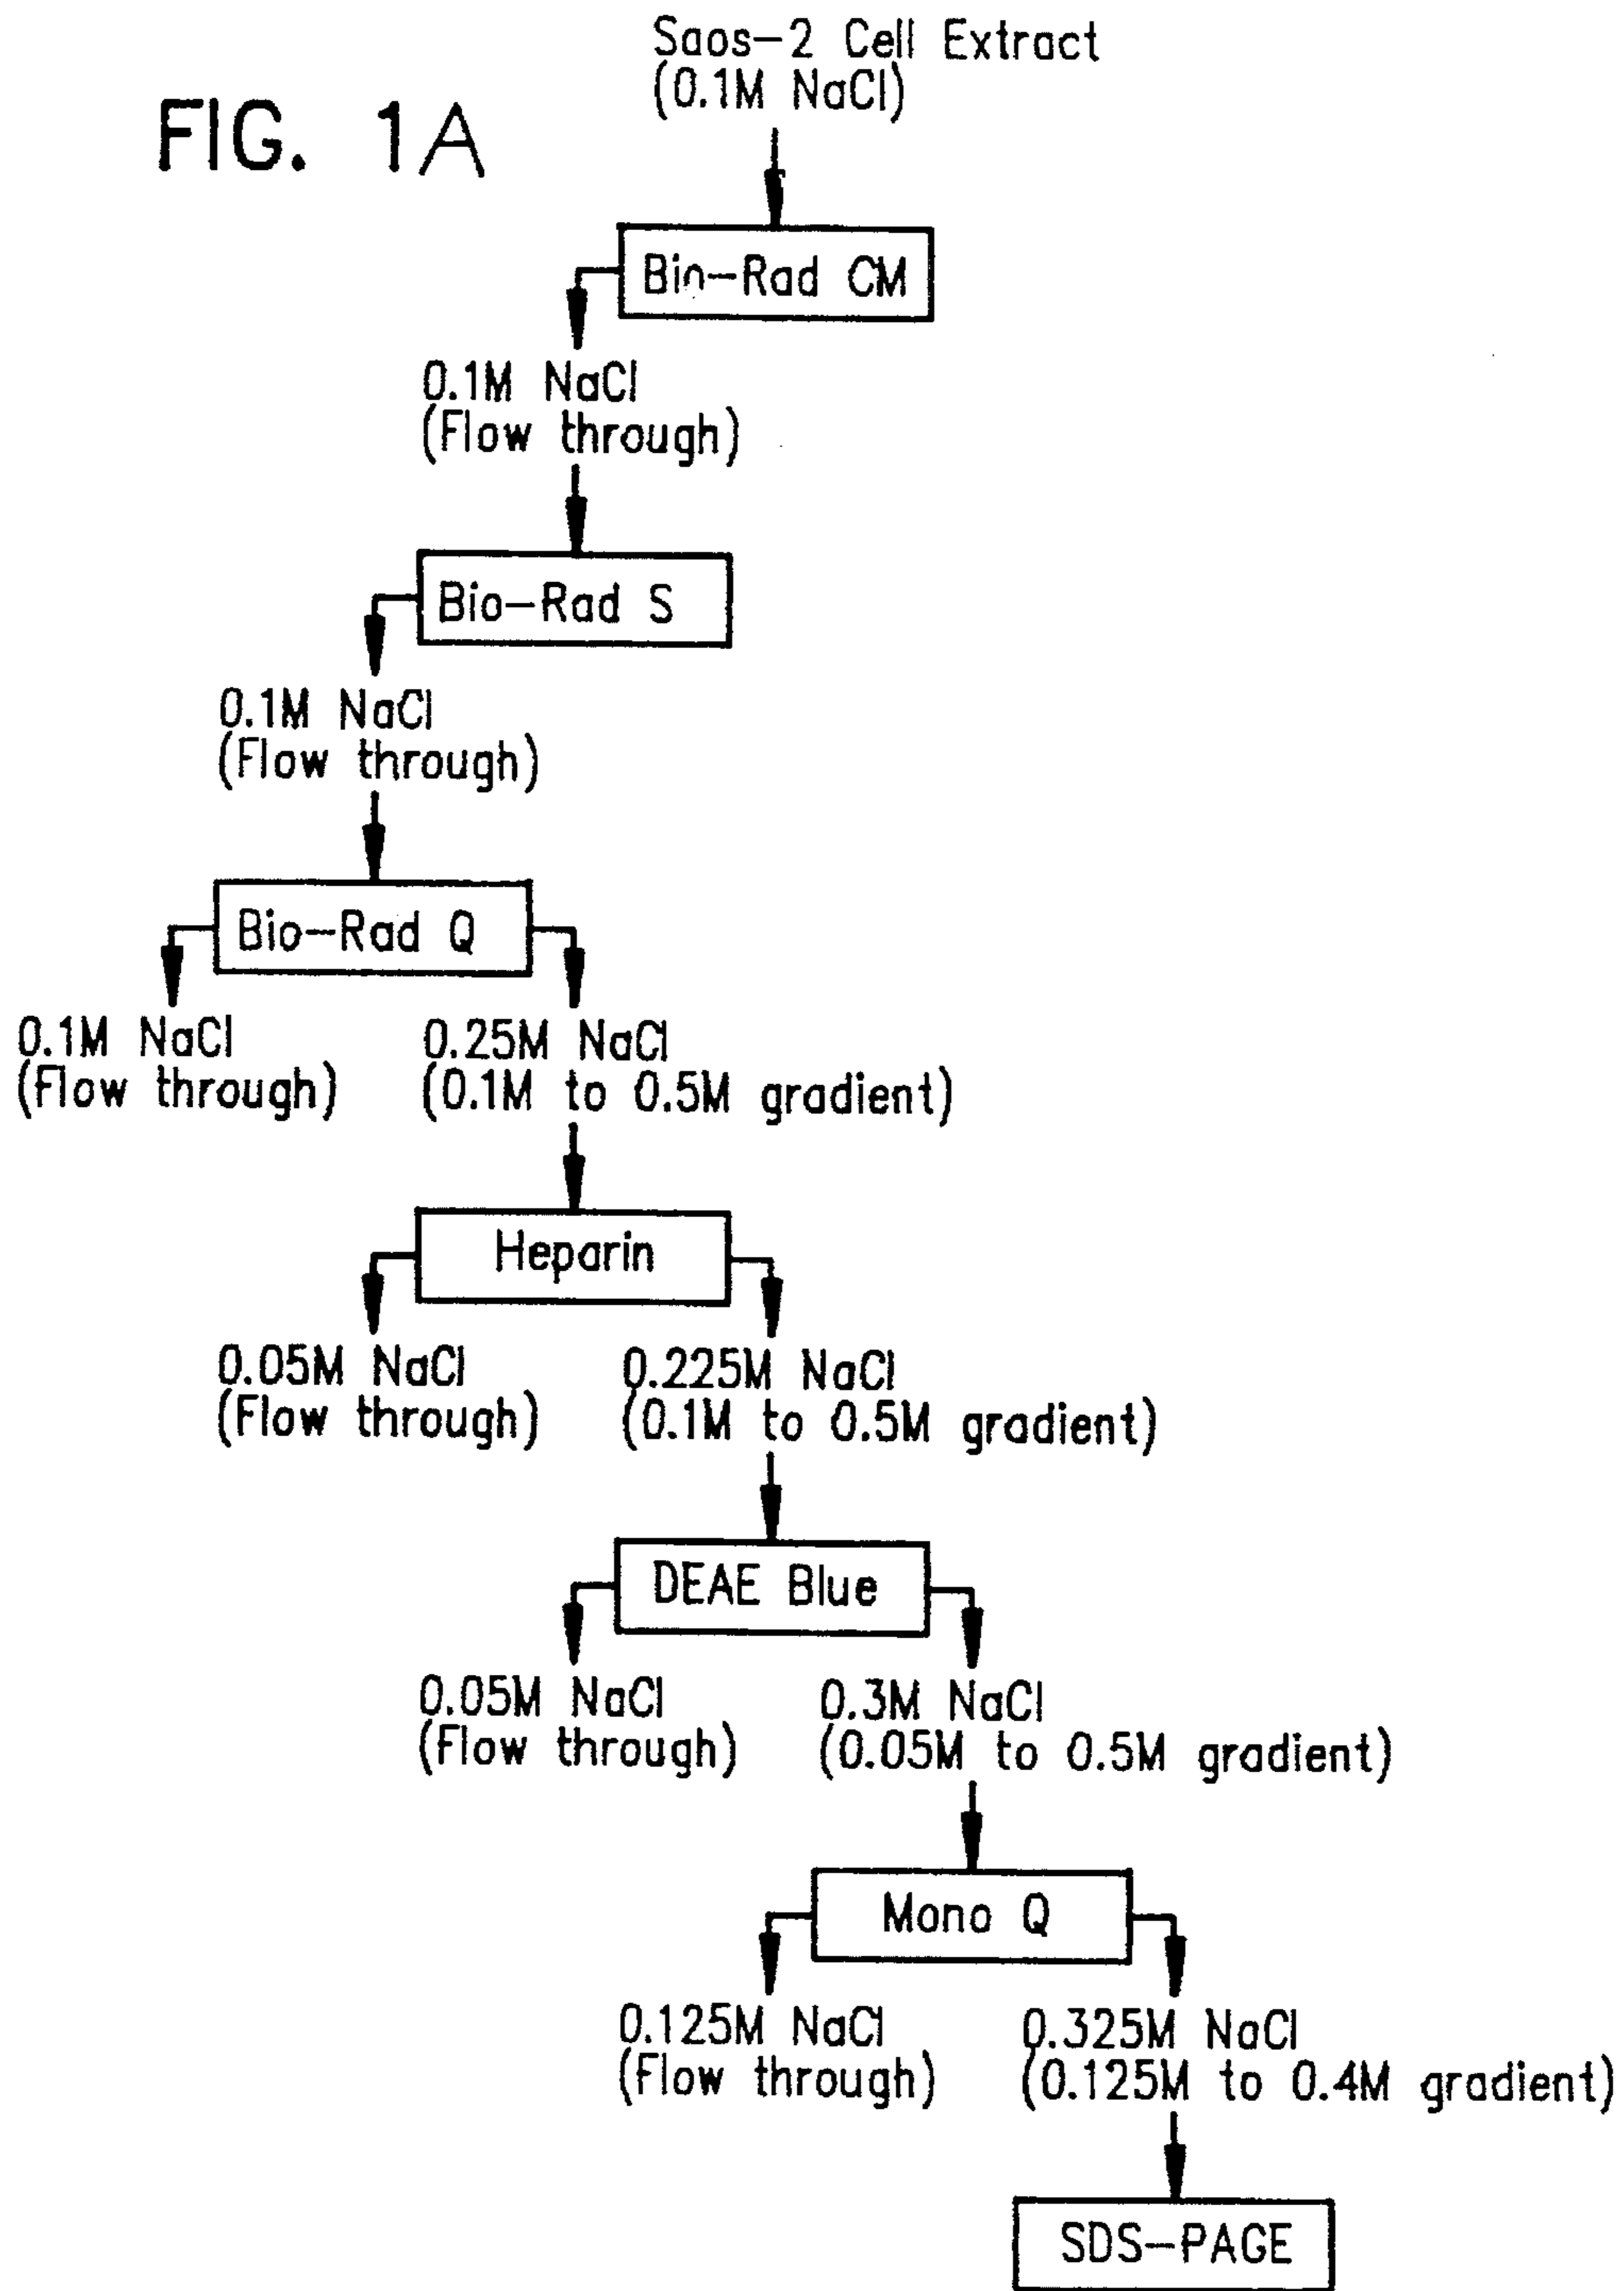 Saos-2 Cell Extract
(0.1M NaCl)
FIG. 1A
Bio-Rad CM
0.1M NaCl
(Flow through)
Bio-Rad S
0.1M NaCl
(Flow through)
Bio-Rad Q
0.1M NaCl
(Flow through)
0.25M NaCl
(0.1M to 0.5M gradient)
Heparin
0.05M NaCl
(Flow through)
0.225M NaCl
(0.1M to 0.5M gradient)
DEAE Blue
0.05M NaCl
(Flow through)
0.3M NaCl
(0.05M to 0.5M gradient)
Mono Q
0.125M NaCl
(Flow through)
0.325M NaCl
(0.125M to 0.4M gradient)
SDS-PAGE